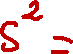 S² =